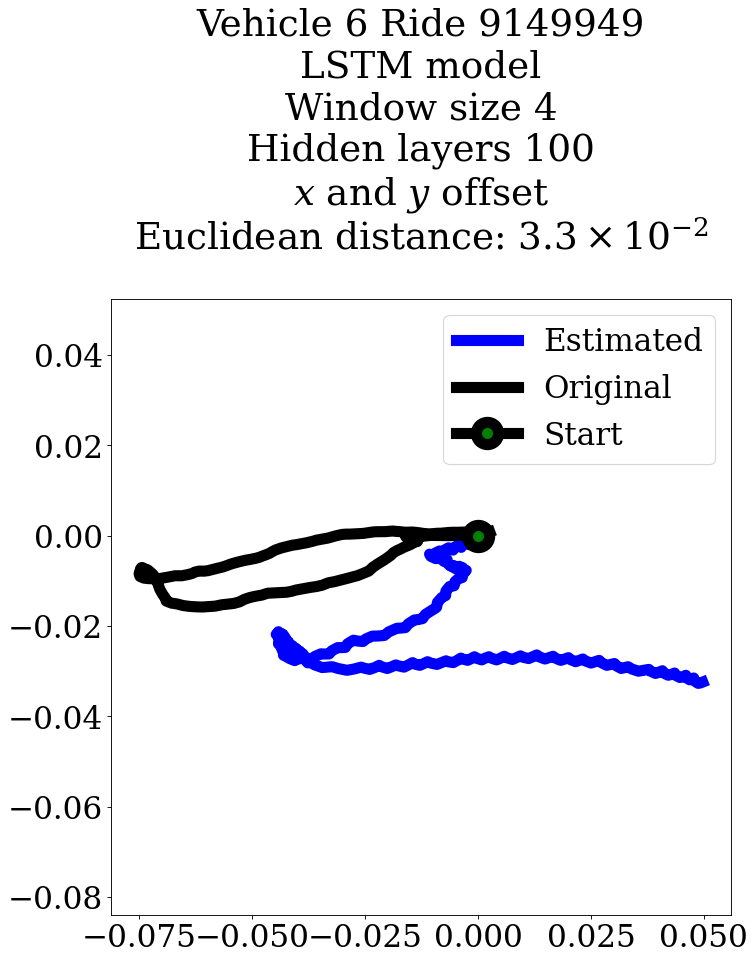 Vehicle 6 Ride 9149949
LSTM model
Window size 4
Hidden layers 100
x and y offset
Euclidean distance: 3.3 × 10⁻²
Estimated
Original
Start
0.04
0.02
0.00
−0.02
−0.04
−0.06
−0.08
−0.075 −0.050 −0.025 0.000 0.025 0.050